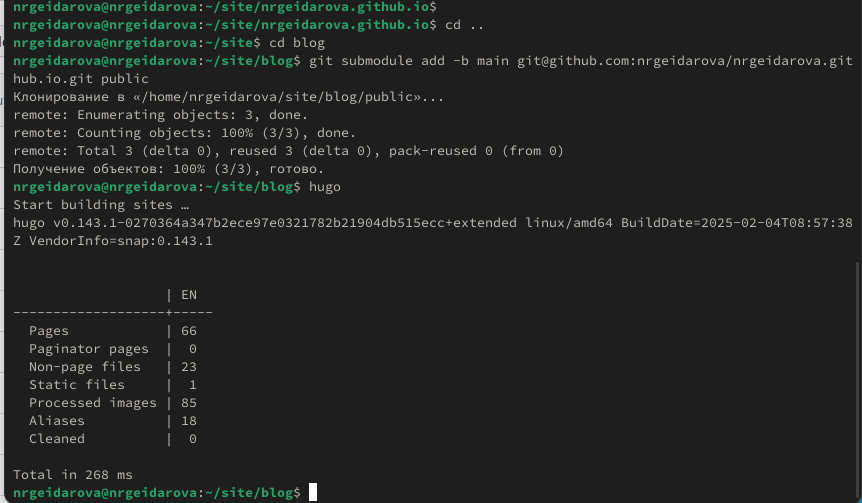 nrgeidarova@nrgeidarova:~/site/nrgeidarova.github.io$
nrgeidarova@nrgeidarova:~/site/nrgeidarova.github.io$ cd ..
nrgeidarova@nrgeidarova:~/site$ cd blog
nrgeidarova@nrgeidarova:~/site/blog$ git submodule add -b main git@github.com:nrgeidarova/nrgeidarova.git
hub.io.git public
Клонирование в «/home/nrgeidarova/site/blog/public»...
remote: Enumerating objects: 3, done.
remote: Counting objects: 100% (3/3), done.
remote: Total 3 (delta 0), reused 3 (delta 0), pack-reused 0 (from 0)
Получение объектов: 100% (3/3), готово.
nrgeidarova@nrgeidarova:~/site/blog$ hugo
Start building sites …
hugo v0.143.1-0270364a347b2ece97e0321782b21904db515ecc+extended linux/amd64 BuildDate=2025-02-04T08:57:38
Z VendorInfo=snap:0.143.1
| EN
-------------------+-----
Pages | 66
Paginator pages | 0
Non-page files | 23
Static files | 1
Processed images | 85
Aliases | 18
Cleaned | 0
Total in 268 ms
nrgeidarova@nrgeidarova:~/site/blog$